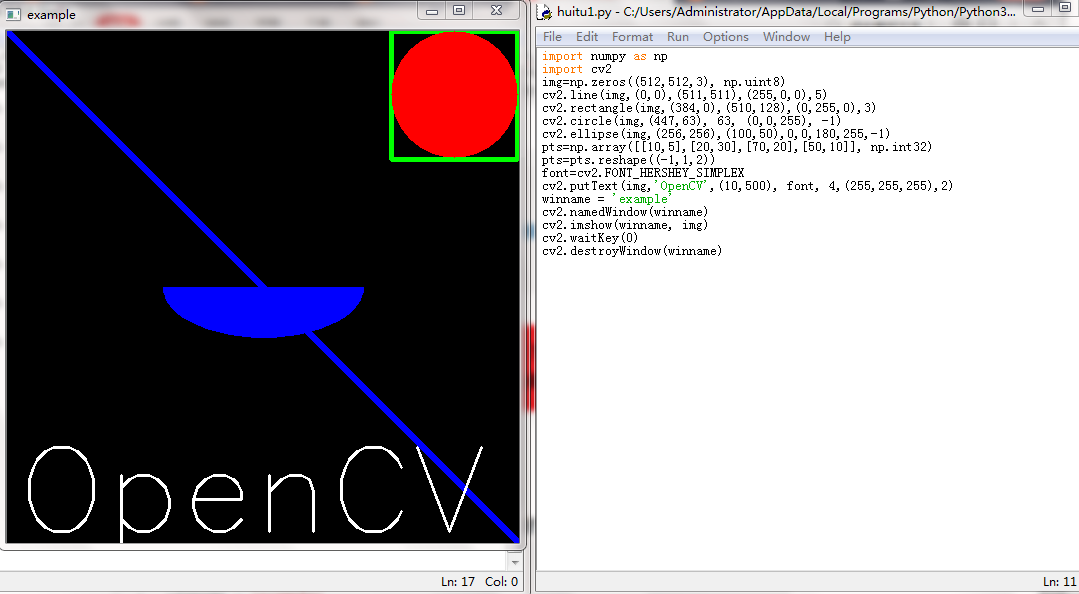 example
OpenCV
Ln: 17 Col: 0
huitu1.py - C:/Users/Administrator/AppData/Local/Programs/Python/Python3...
File Edit Format Run Options Window Help
import numpy as np
import cv2
img=np.zeros((512,512,3), np.uint8)
cv2.line(img,(0,0),(511,511),(255,0,0),5)
cv2.rectangle(img,(384,0),(510,128),(0,255,0),3)
cv2.circle(img,(447,63), 63, (0,0,255), -1)
cv2.ellipse(img,(256,256),(100,50),0,0,180,255,-1)
pts=np.array([[10,5],[20,30],[70,20],[50,10]], np.int32)
pts=pts.reshape((-1,1,2))
font=cv2.FONT_HERSHEY_SIMPLEX
cv2.putText(img,'OpenCV',(10,500), font, 4,(255,255,255),2)
winname = 'example'
cv2.namedWindow(winname)
cv2.imshow(winname, img)
cv2.waitKey(0)
cv2.destroyWindow(winname)
Ln: 11